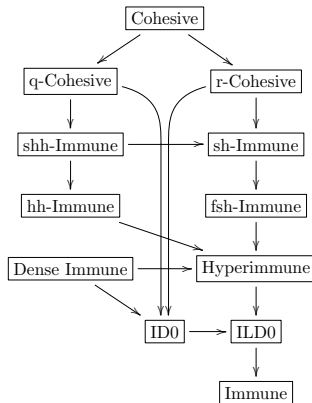 Cohesive
q-Cohesive
r-Cohesive
shh-Immune
sh-Immune
hh-Immune
fsh-Immune
Dense Immune
Hyperimmune
ID0
ILD0
Immune